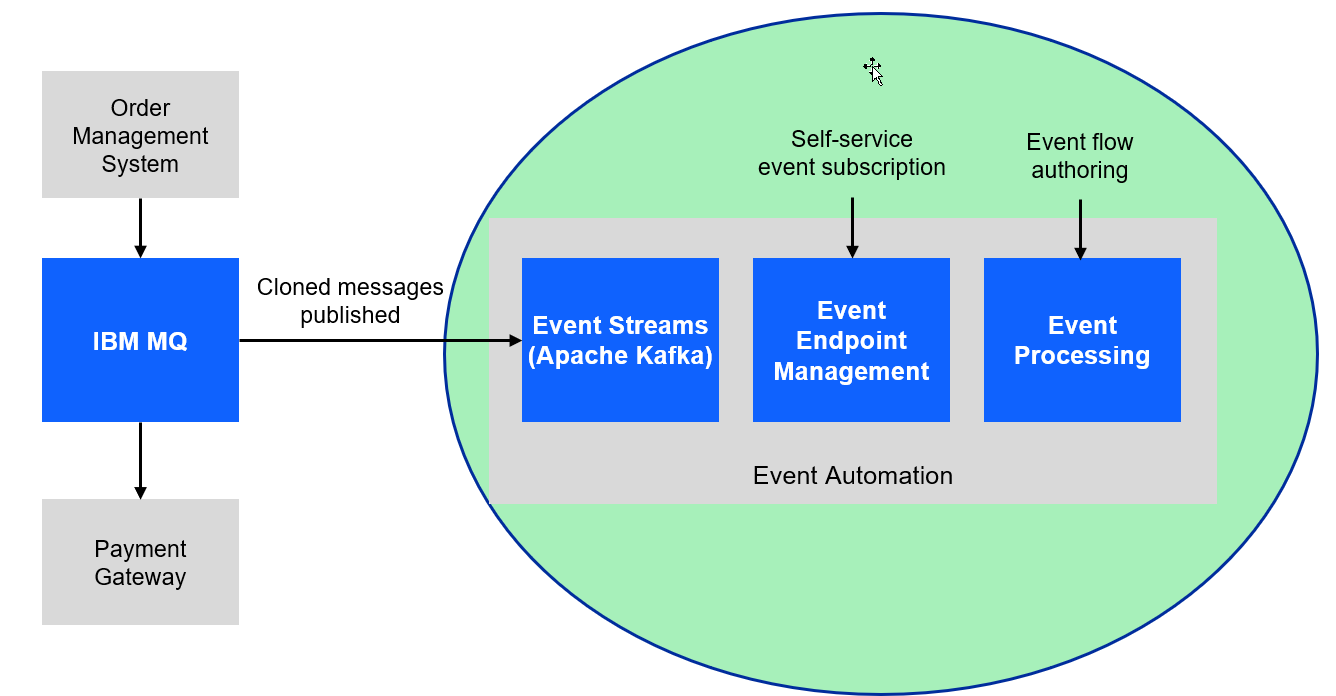 Order
Management
System
IBM MQ
Payment
Gateway
Cloned messages
published
Self-service
event subscription
Event flow
authoring
Event Streams
(Apache Kafka)
Event
Endpoint
Management
Event
Processing
Event Automation